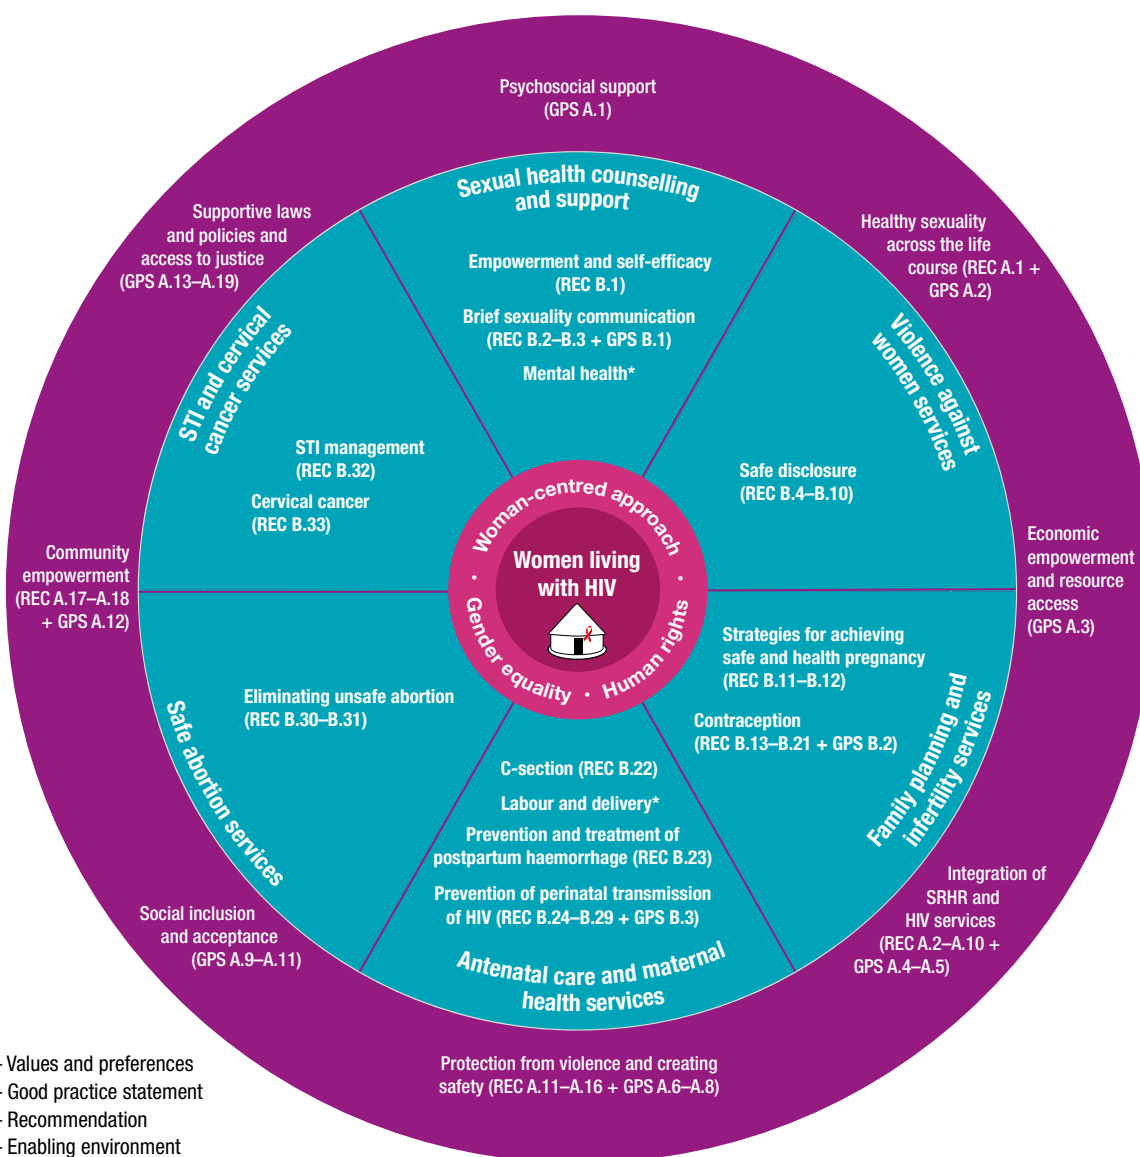 Psychosocial support
(GPS A.1)
Supportive laws
and policies and
access to justice
(GPS A.13–A.19)
Healthy sexuality
across the life
course (REC A.1 +
GPS A.2)
Sexual health counselling
and support
Empowerment and self-efficacy
(REC B.1)
Brief sexuality communication
(REC B.2–B.3 + GPS B.1)
Mental health*
STI and cervical
cancer services
STI management
(REC B.32)
Cervical cancer
(REC B.33)
Violence against
women services
Safe disclosure
(REC B.4–B.10)
Community
empowerment
(REC A.17–A.18
+ GPS A.12)
Economic
empowerment
and resource
access
(GPS A.3)
Woman-centred approach
· Gender equality · Human rights ·
Women living
with HIV
Strategies for achieving
safe and health pregnancy
(REC B.11–B.12)
Contraception
(REC B.13–B.21 + GPS B.2)
Family planning and
infertility services
Eliminating unsafe abortion
(REC B.30–B.31)
Safe abortion services
C-section (REC B.22)
Labour and delivery*
Prevention and treatment of
postpartum haemorrhage (REC B.23)
Prevention of perinatal transmission
of HIV (REC B.24–B.29 + GPS B.3)
Antenatal care and maternal
health services
Social inclusion
and acceptance
(GPS A.9–A.11)
Integration of
SRHR and
HIV services
(REC A.2–A.10 +
GPS A.4–A.5)
Protection from violence and creating
safety (REC A.11–A.16 + GPS A.6–A.8)
- Values and preferences
- Good practice statement
- Recommendation
- Enabling environment